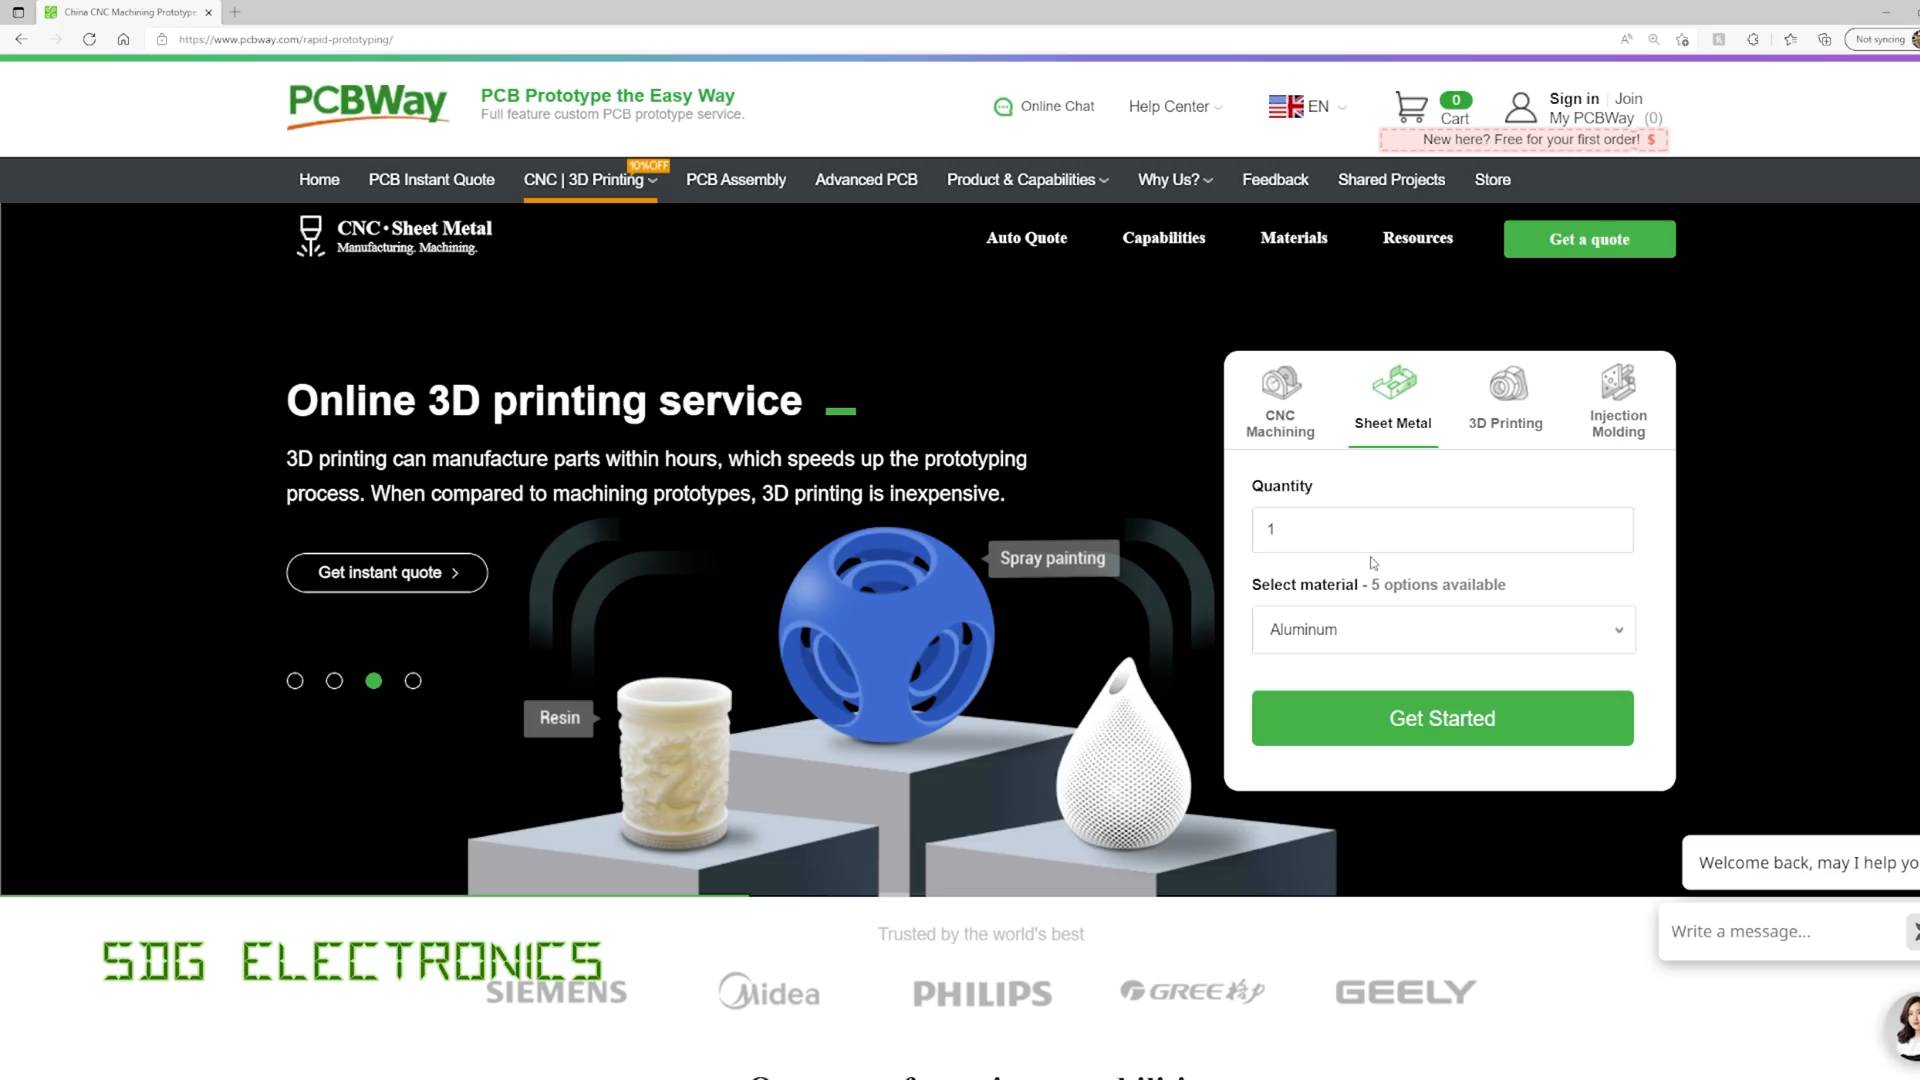 China CNC Machining Prototype
https://www.pcbway.com/rapid-prototyping/
Not syncing
PCBWay
PCB Prototype the Easy Way
Full feature custom PCB prototype service.
Online Chat
Help Center
EN
0
Cart
Sign in | Join
My PCBWay (0)
New here? Free for your first order! $
10%OFF
Home PCB Instant Quote CNC | 3D Printing PCB Assembly Advanced PCB Product & Capabilities Why Us? Feedback Shared Projects Store
CNC·Sheet Metal
Manufacturing. Machining.
Auto Quote Capabilities Materials Resources Get a quote
Online 3D printing service
3D printing can manufacture parts within hours, which speeds up the prototyping
process. When compared to machining prototypes, 3D printing is inexpensive.
Get instant quote >
Spray painting
Resin
CNC
Machining
Sheet Metal
3D Printing
Injection
Molding
Quantity
1
Select material - 5 options available
Aluminum
Get Started
Welcome back, may I help yo
Write a message...
Trusted by the world's best
SDG ELECTRONICS
SIEMENS
Midea
PHILIPS
GREE格力
GEELY